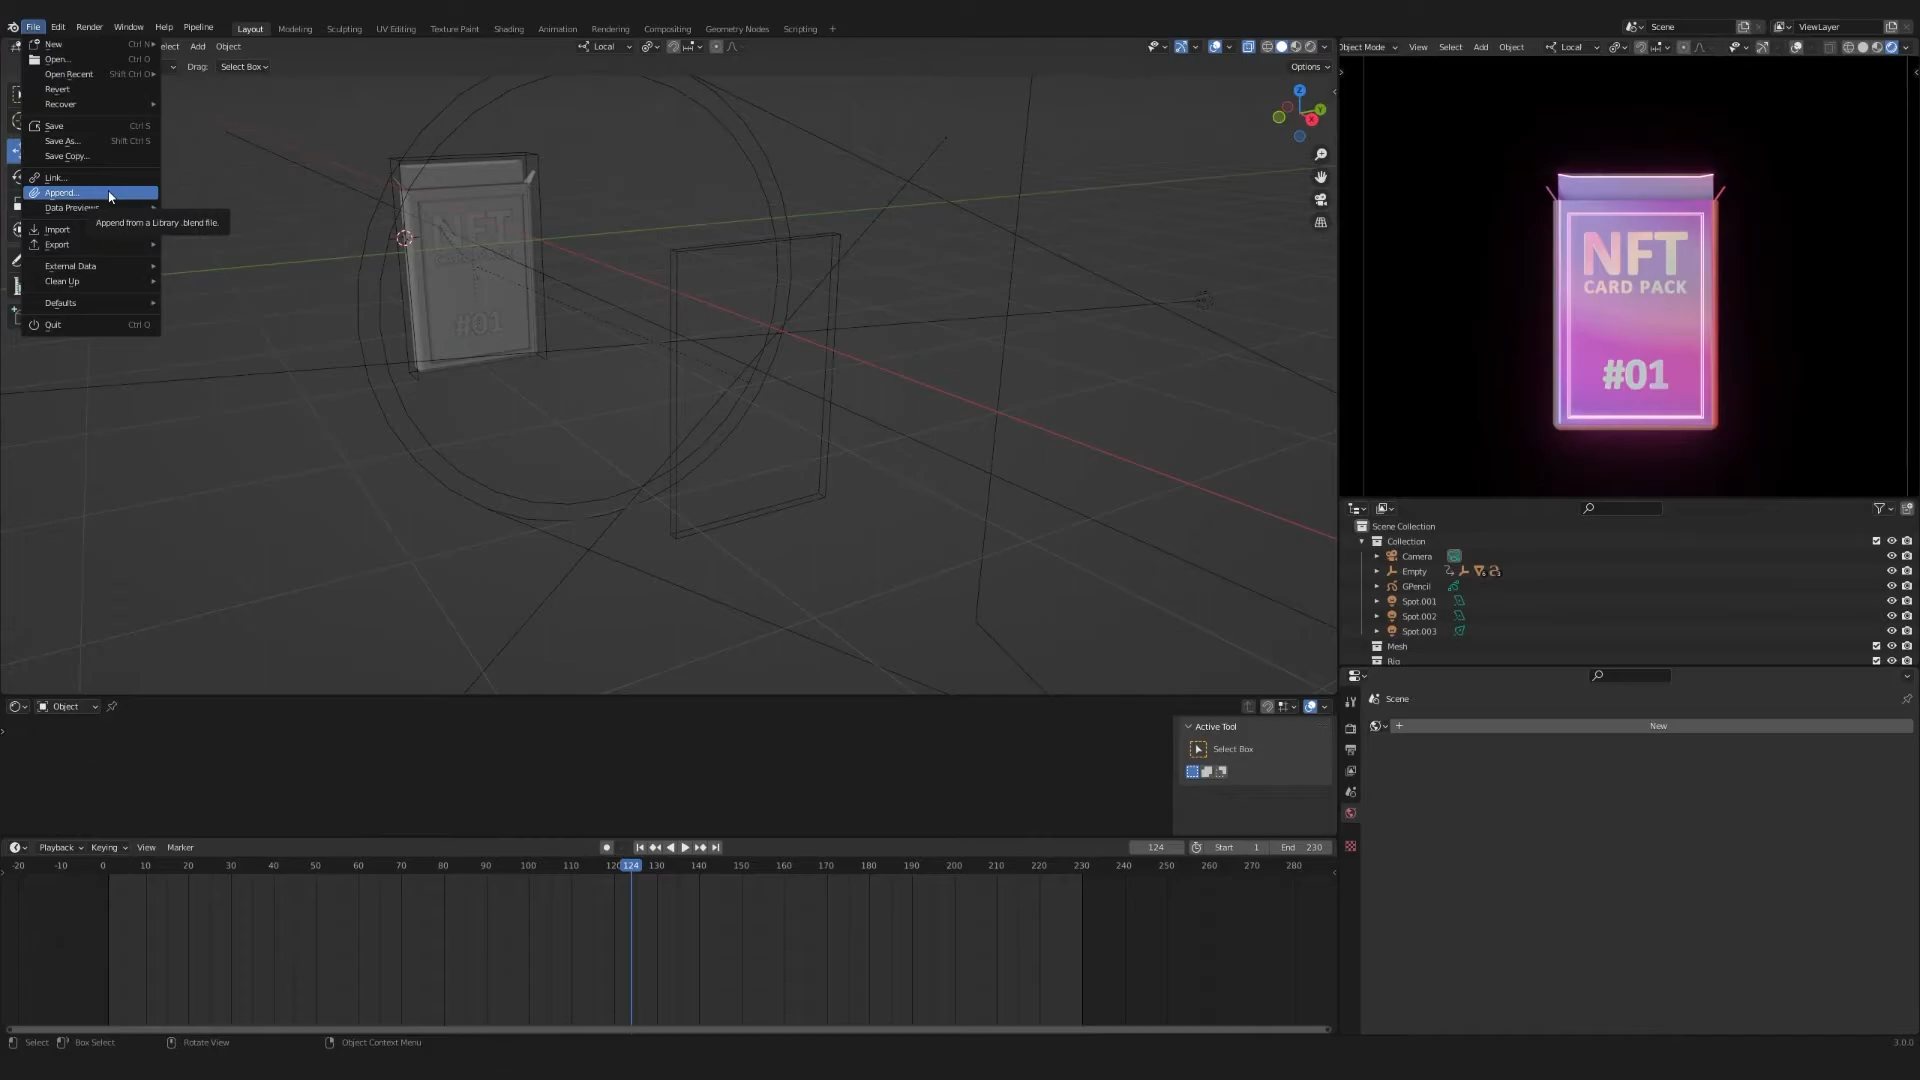 File Edit Render Window Help Pipeline
Layout Modeling Sculpting UV Editing Texture Paint Shading Animation Rendering Compositing Geometry Nodes Scripting +
Scene
ViewLayer
New Ctrl N
Open... Ctrl O
Open Recent Shift Ctrl O
Revert
Recover
Save Ctrl S
Save As... Shift Ctrl S
Save Copy...
Link...
Append...
Data Previews
Append from a Library .blend file.
Import
Export
External Data
Clean Up
Defaults
Quit Ctrl Q
elect Add Object
Local
Drag: Select Box
Options
Z
Y
X
NFT
#01
bject Mode View Select Add Object Local
NFT
CARD PACK
#01
Scene Collection
Collection
Camera
Empty
GPencil
Spot.001
Spot.002
Spot.003
Mesh
Rig
Scene
+ New
Object
Active Tool
Select Box
Playback Keying View Marker
124 Start 1 End 230
-20 -10 0 10 20 30 40 50 60 70 80 90 100 110 120 124 130 140 150 160 170 180 190 200 210 220 230 240 250 260 270 280
Select Box Select Rotate View Object Context Menu
3.0.0